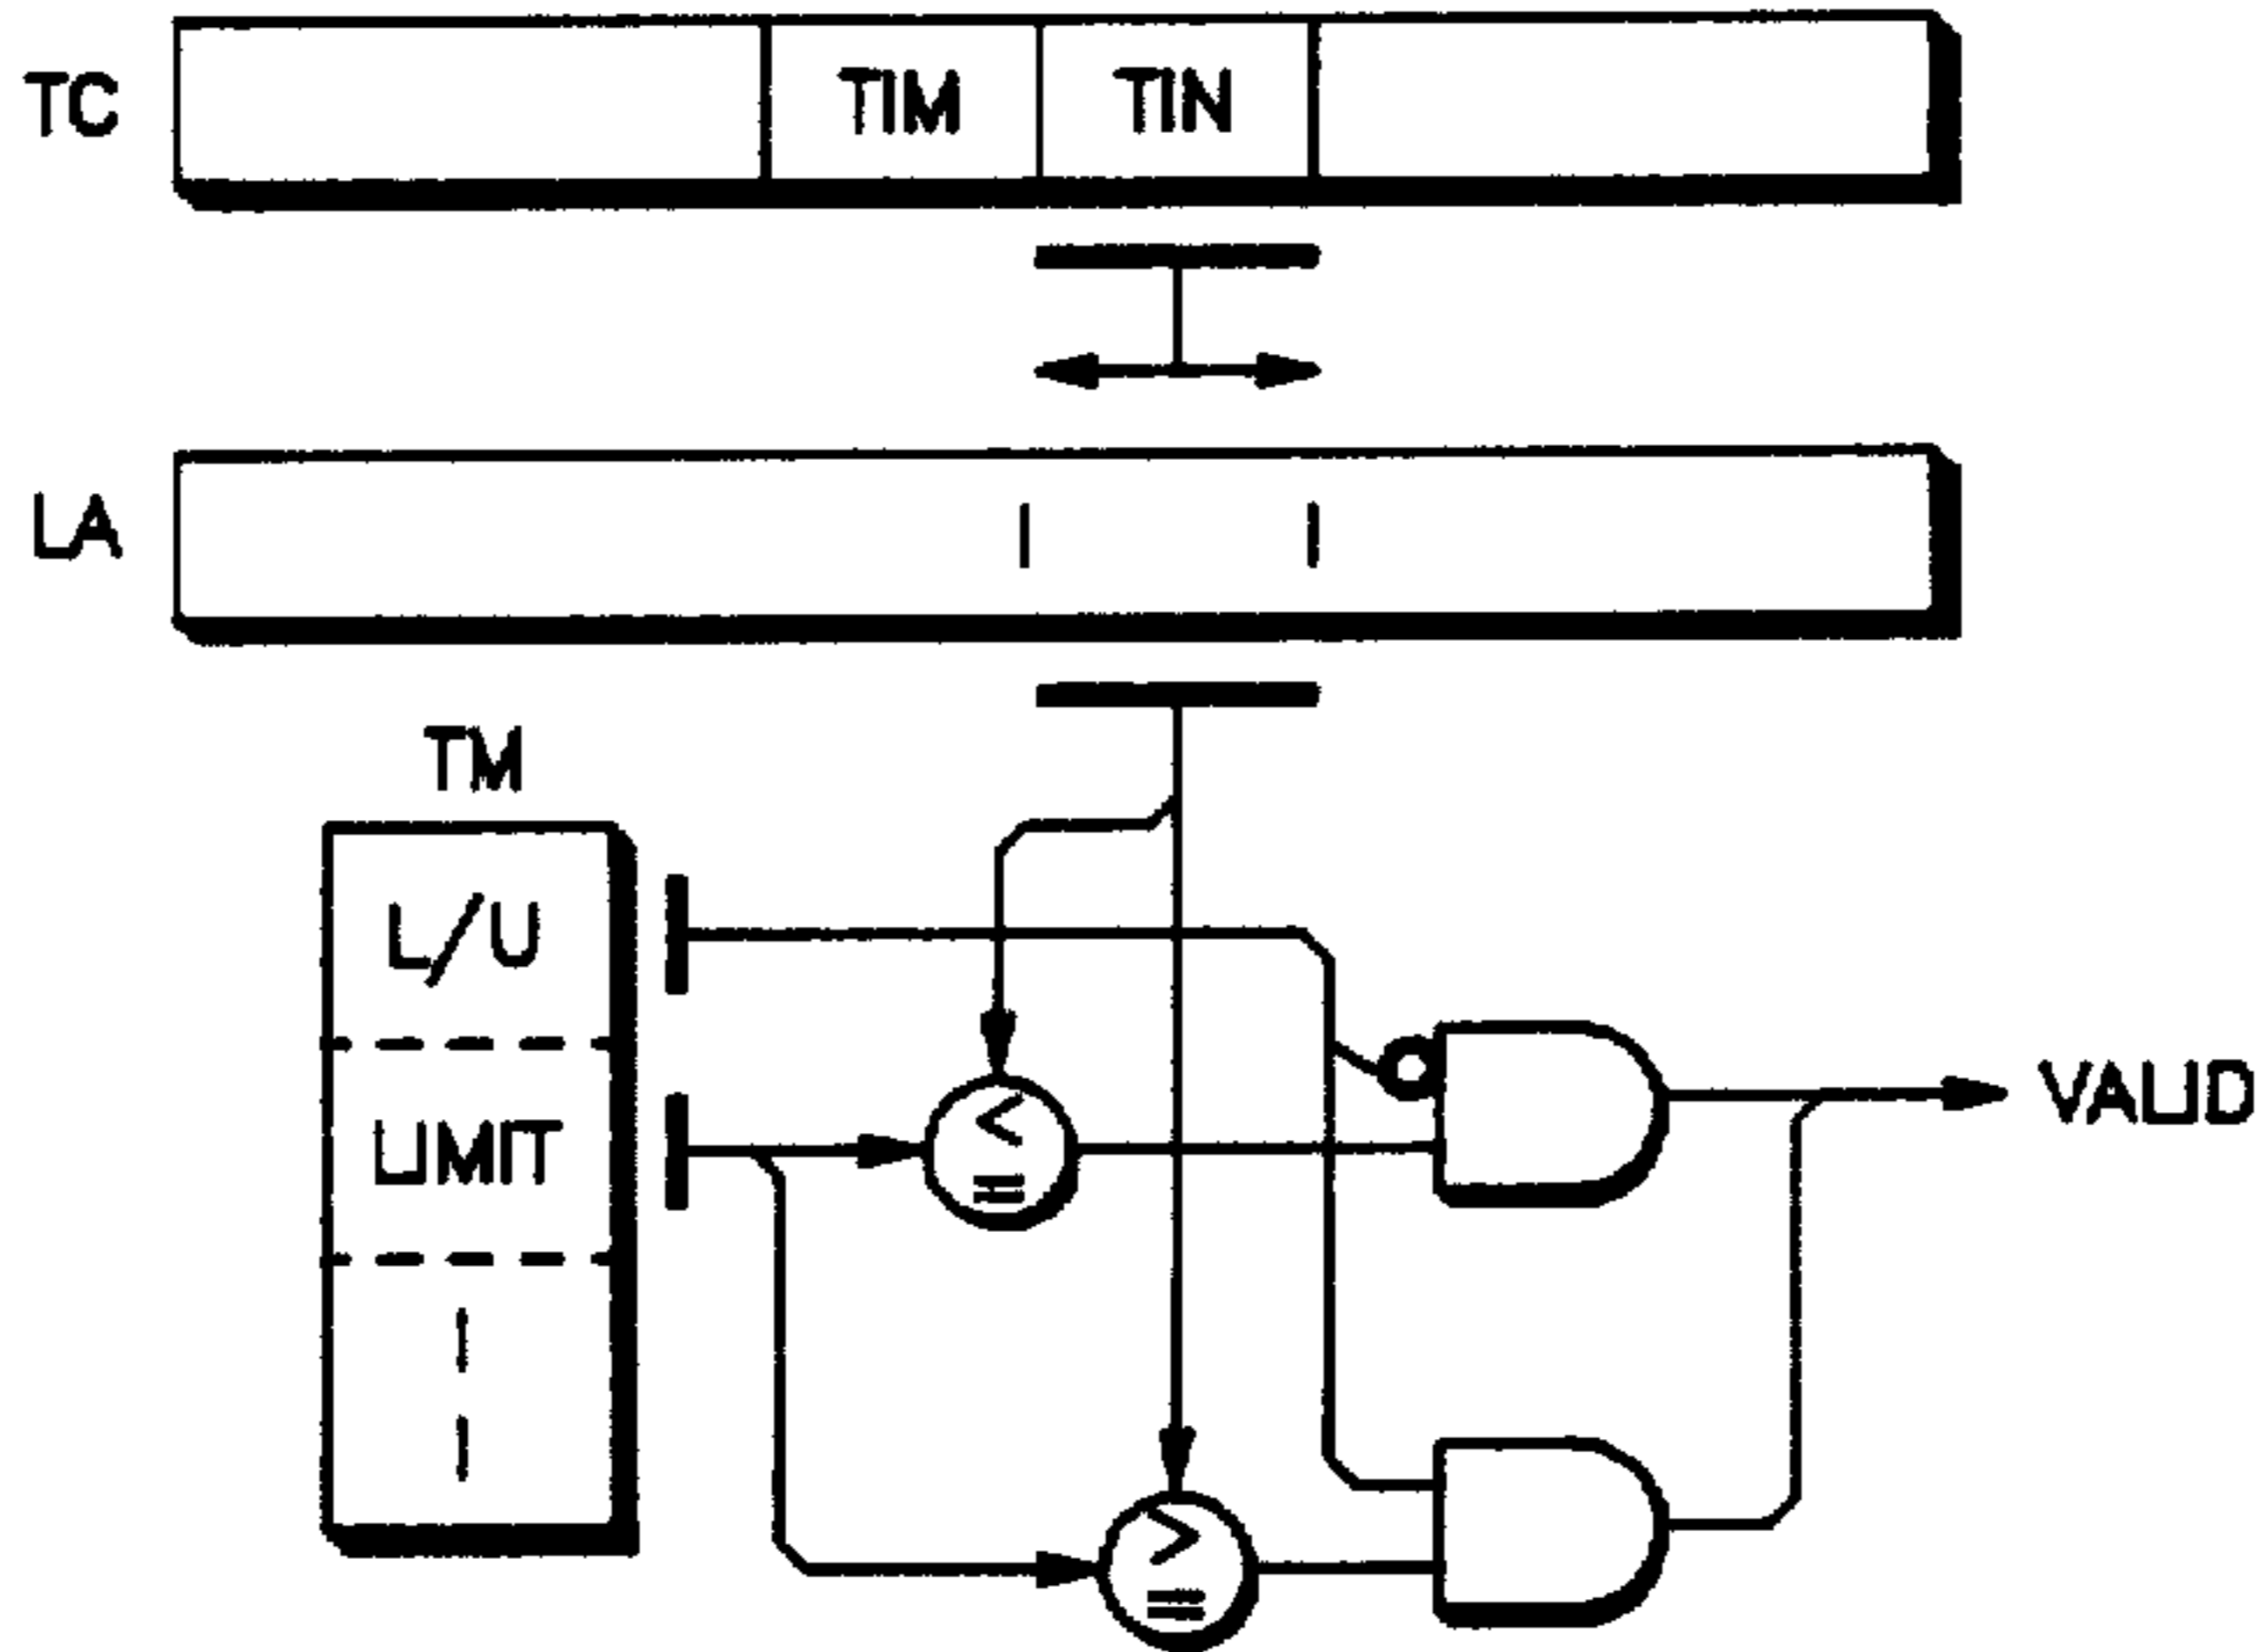 TC
TIM
TIN
LA
TM
L/U
LIMIT
<
=
>
=
VALID